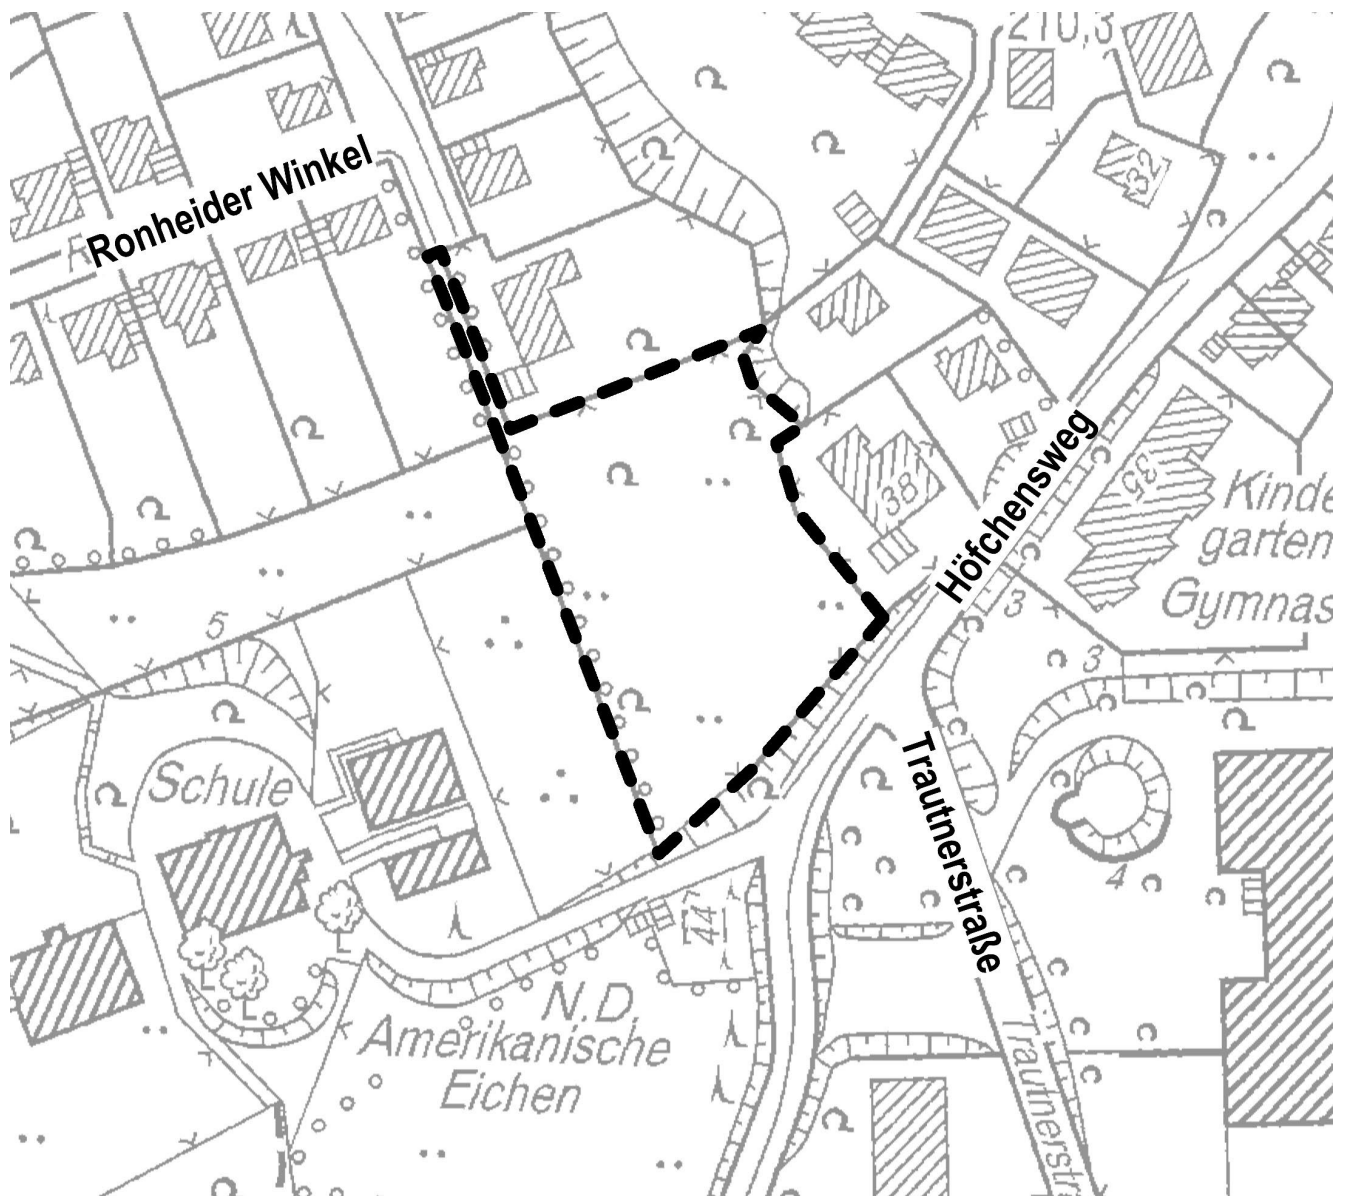 210,3
32
Ronheider Winkel
38
35
Höfchensweg
Kinde
garten
Gymnas
3
3
5
Schule
Trautnerstraße
4
44
N.D.
Amerikanische
Eichen
Trautnerstra